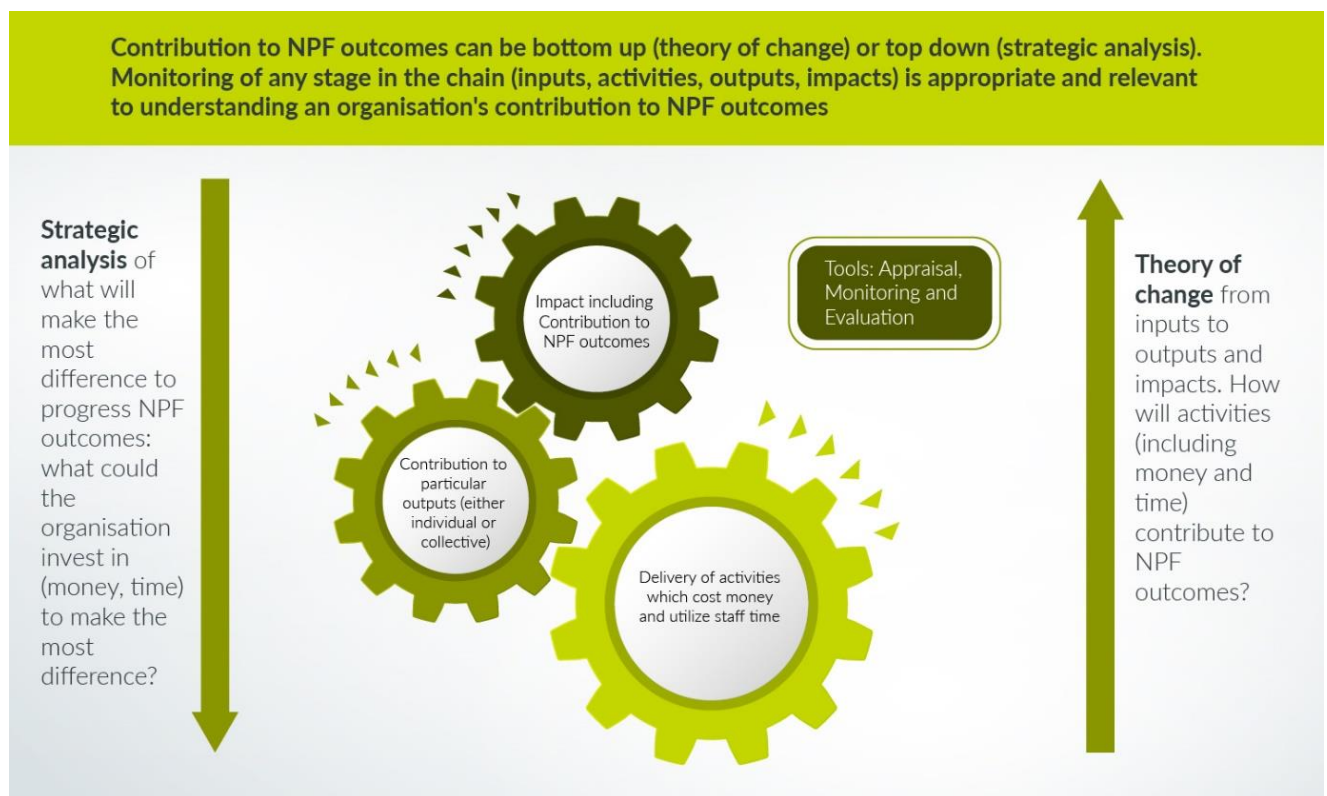 Contribution to NPF outcomes can be bottom up (theory of change) or top down (strategic analysis).
Monitoring of any stage in the chain (inputs, activities, outputs, impacts) is appropriate and relevant
to understanding an organisation's contribution to NPF outcomes
Strategic
analysis of
what will
make the
most
difference to
progress NPF
outcomes:
what could
the
organisation
invest in
(money, time)
to make the
most
difference?
Impact including
Contribution to
NPF outcomes
Contribution to
particular
outputs (either
individual or
collective)
Delivery of activities
which cost money
and utilize staff time
Tools: Appraisal,
Monitoring and
Evaluation
Theory of
change from
inputs to
outputs and
impacts. How
will activities
(including
money and
time)
contribute to
NPF
outcomes?